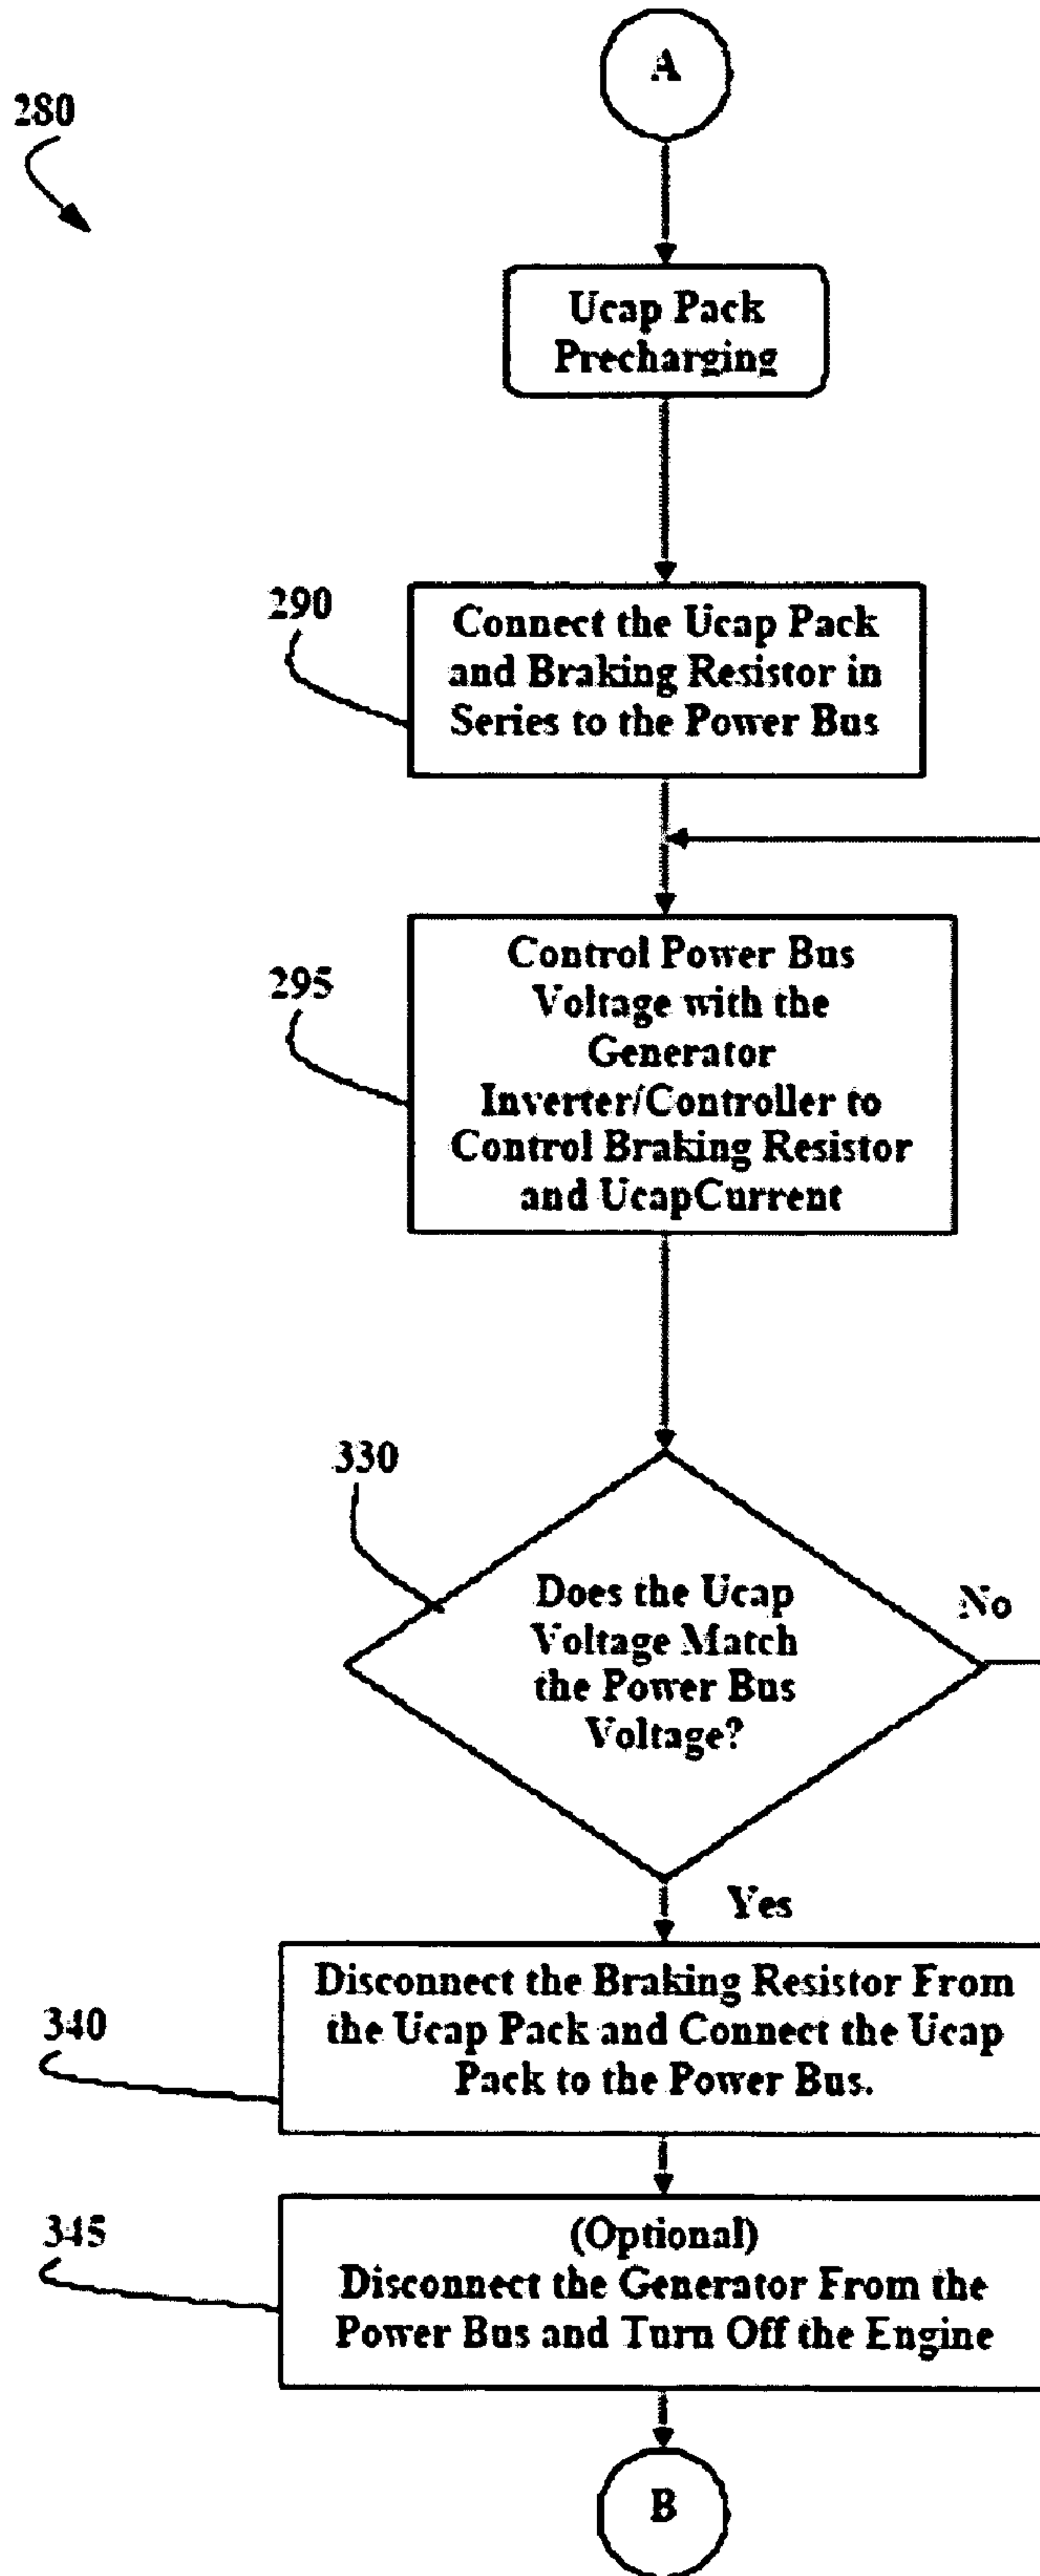 A
280
Ucap Pack
Precharging
290
Connect the Ucap Pack
and Braking Resistor in
Series to the Power Bus
295
Control Power Bus
Voltage with the
Generator
Inverter/Controller to
Control Braking Resistor
and UcapCurrent
330
Does the Ucap
Voltage Match
the Power Bus
Voltage?
No
Yes
340
Disconnect the Braking Resistor From
the Ucap Pack and Connect the Ucap
Pack to the Power Bus.
345
(Optional)
Disconnect the Generator From the
Power Bus and Turn Off the Engine
B